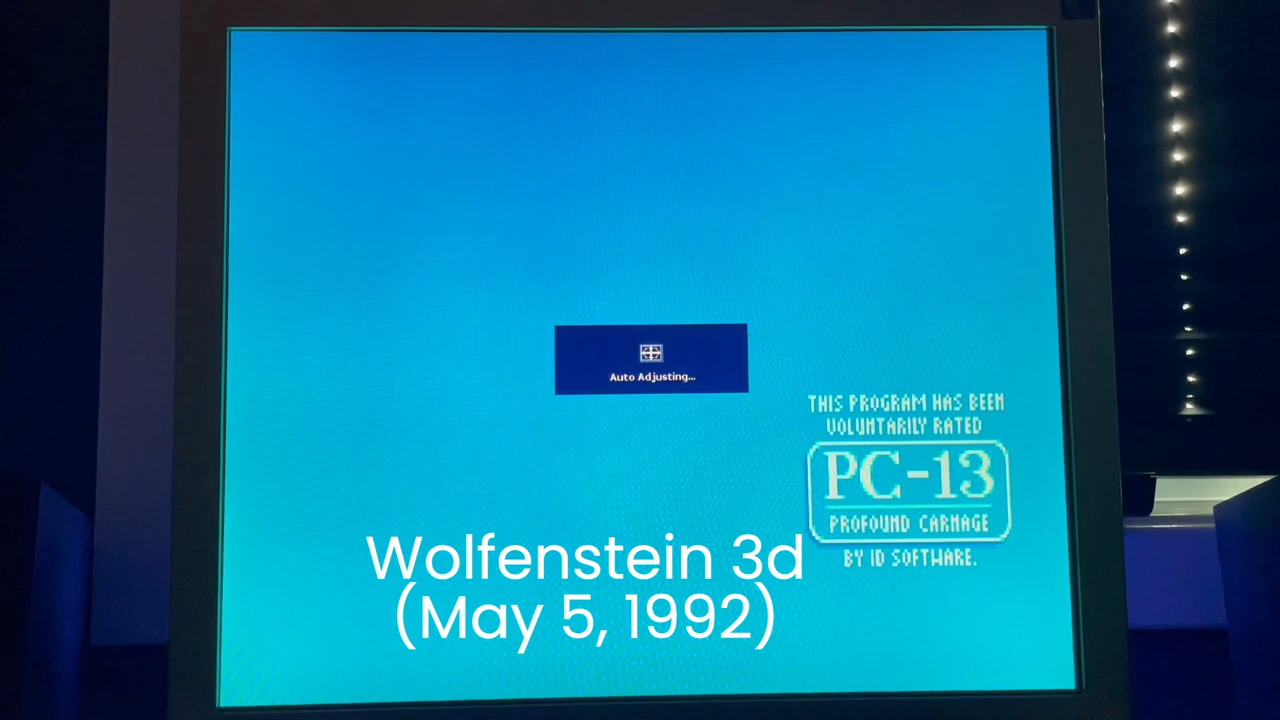 Auto Adjusting...
THIS PROGRAM HAS BEEN
VOLUNTARILY RATED
PC-13
PROFOUND CARNAGE
BY ID SOFTWARE.
Wolfenstein 3d
(May 5, 1992)